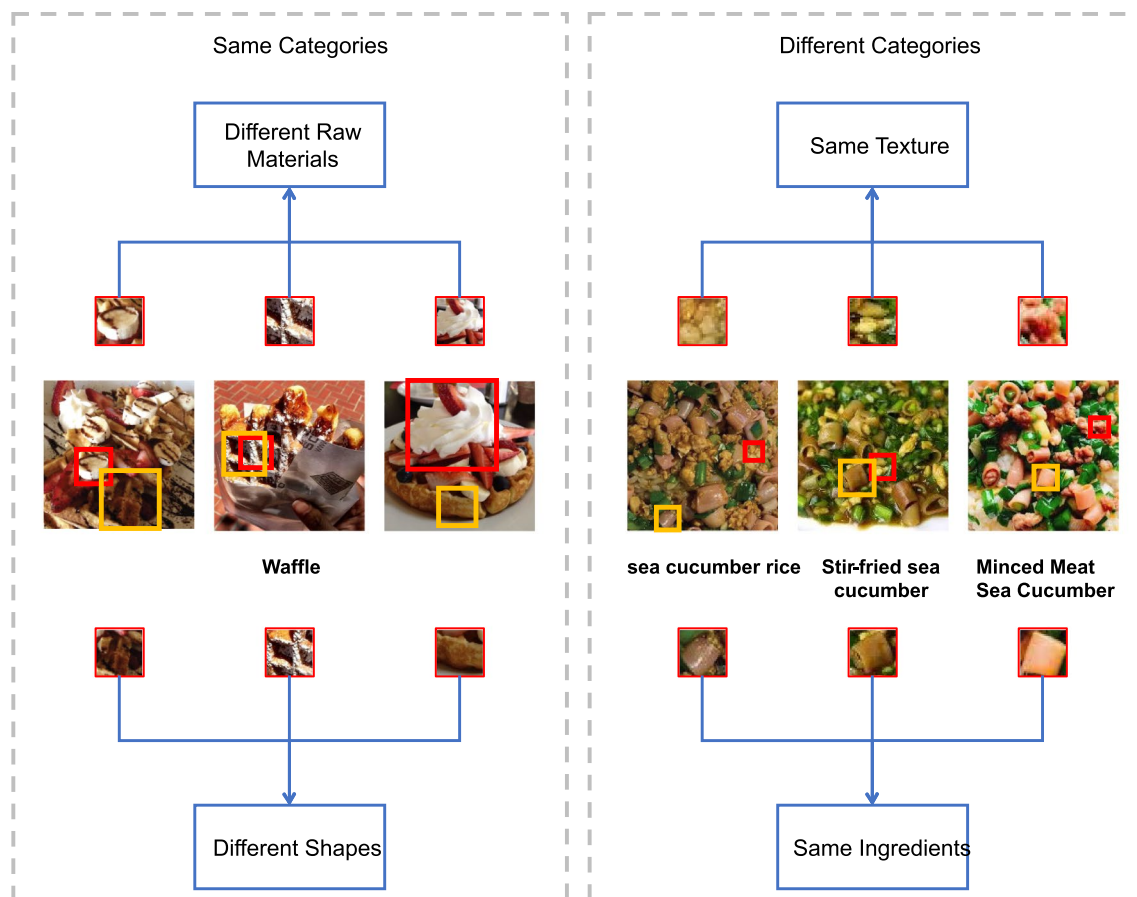 Same Categories
Different Raw
Materials
Waffle
Different Shapes
Different Categories
Same Texture
sea cucumber rice
Stir-fried sea
cucumber
Minced Meat
Sea Cucumber
Same Ingredients